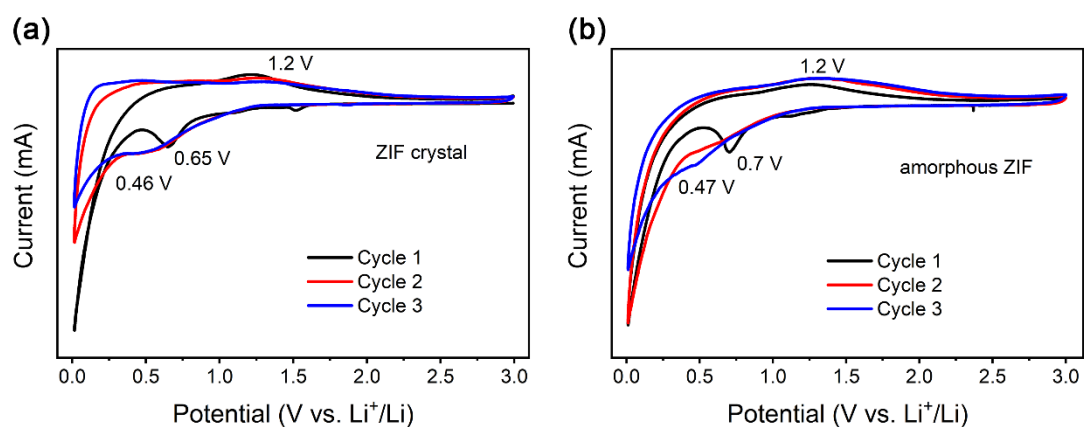 (a)
Current (mA)
1.2 V
ZIF crystal
0.65 V
0.46 V
Cycle 1
Cycle 2
Cycle 3
0.0 0.5 1.0 1.5 2.0 2.5 3.0
Potential (V vs. Li⁺/Li)
(b)
Current (mA)
1.2 V
amorphous ZIF
0.7 V
0.47 V
Cycle 1
Cycle 2
Cycle 3
0.0 0.5 1.0 1.5 2.0 2.5 3.0
Potential (V vs. Li⁺/Li)